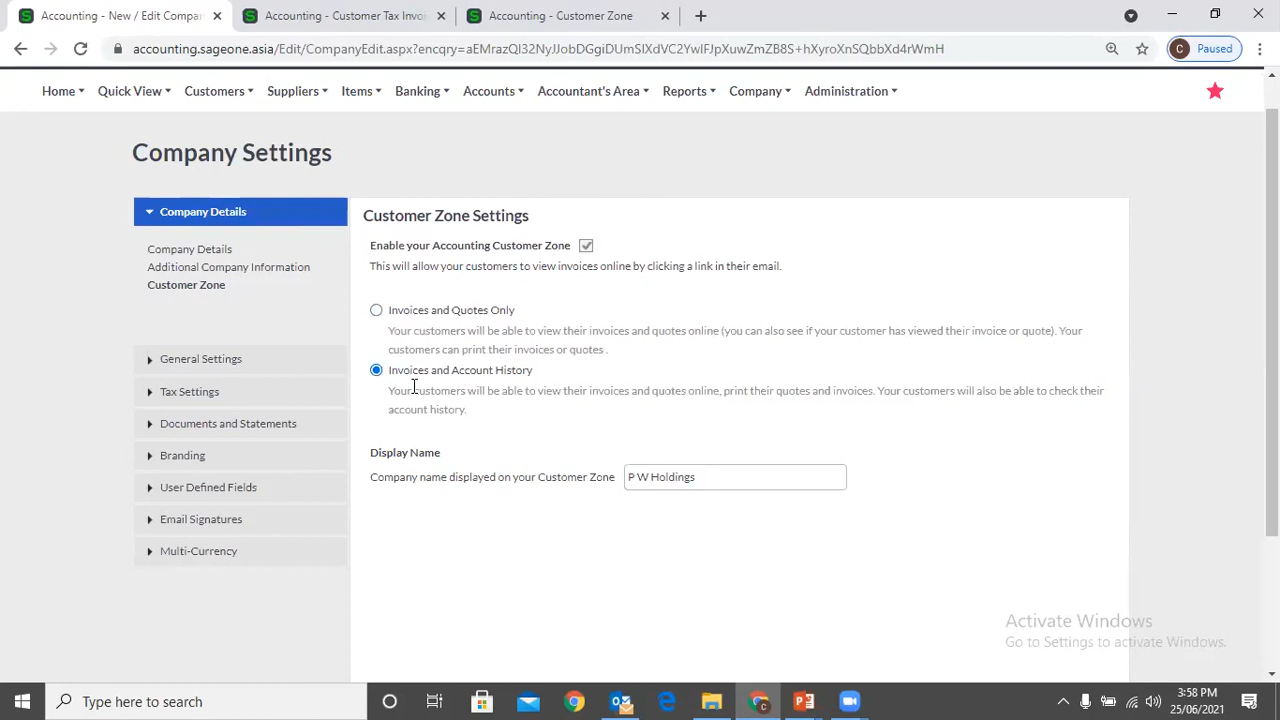 Accounting - New / Edit Compan
Accounting - Customer Tax Invoi
Accounting - Customer Zone
accounting.sageone.asia/Edit/CompanyEdit.aspx?encqry=aEMrazQI32NyJJobDGgiDUmSIXdVC2YwIFJpXuwZmZB8S+hXyroXnSQbbXd4rWmH
C Paused
Home Quick View Customers Suppliers Items Banking Accounts Accountant's Area Reports Company Administration
Company Settings
Company Details
Company Details
Additional Company Information
Customer Zone
General Settings
Tax Settings
Documents and Statements
Branding
User Defined Fields
Email Signatures
Multi-Currency
Customer Zone Settings
Enable your Accounting Customer Zone
This will allow your customers to view invoices online by clicking a link in their email.
Invoices and Quotes Only
Your customers will be able to view their invoices and quotes online (you can also see if your customer has viewed their invoice or quote). Your
customers can print their invoices or quotes .
Invoices and Account History
Your customers will be able to view their invoices and quotes online, print their quotes and invoices. Your customers will also be able to check their
account history.
Display Name
Company name displayed on your Customer Zone P W Holdings
Activate Windows
Go to Settings to activate Windows.
Type here to search
3:58 PM
25/06/2021